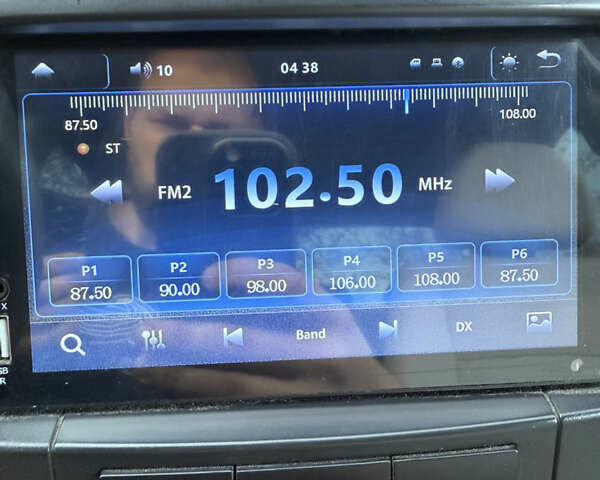 10
04 38
87.50
108.00
ST
FM2
102.50
MHz
P1
87.50
P2
90.00
P3
98.00
P4
106.00
P5
108.00
P6
87.50
Band
DX
X
SB
R